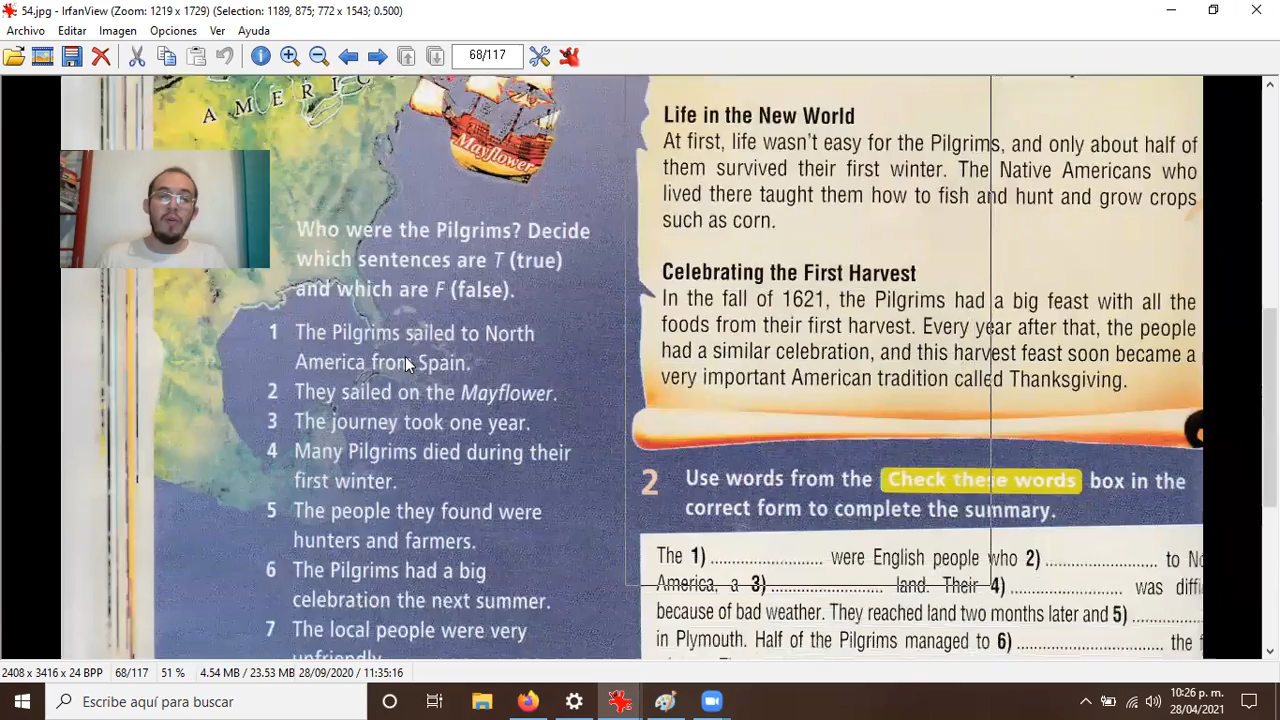 54.jpg - IrfanView (Zoom: 1219 x 1729) (Selection: 1189, 875; 772 x 1543; 0.500)
Archivo Editar Imagen Opciones Ver Ayuda
68/117
AMERIC
Mayflower
Who were the Pilgrims? Decide
which sentences are T (true)
and which are F (false).
1 The Pilgrims sailed to North
America from Spain.
2 They sailed on the Mayflower.
3 The journey took one year.
4 Many Pilgrims died during their
first winter.
5 The people they found were
hunters and farmers.
6 The Pilgrims had a big
celebration the next summer.
7 The local people were very
unfriendly
Life in the New World
At first, life wasn't easy for the Pilgrims, and only about half of
them survived their first winter. The Native Americans who
lived there taught them how to fish and hunt and grow crops
such as corn.
Celebrating the First Harvest
In the fall of 1621, the Pilgrims had a big feast with all the
foods from their first harvest. Every year after that, the people
had a similar celebration, and this harvest feast soon became a
very important American tradition called Thanksgiving.
2 Use words from the Check these words box in the
correct form to complete the summary.
The 1) ........................ were English people who 2) ........................ to No
America, a 3) ........................ land. Their 4) ........................ was diffi
because of bad weather. They reached land two months later and 5) ...............
in Plymouth. Half of the Pilgrims managed to 6) ............................... the f
2408 x 3416 x 24 BPP 68/117 51 % 4.54 MB / 23.53 MB 28/09/2020 / 11:35:16
Escribe aquí para buscar
10:26 p. m.
28/04/2021